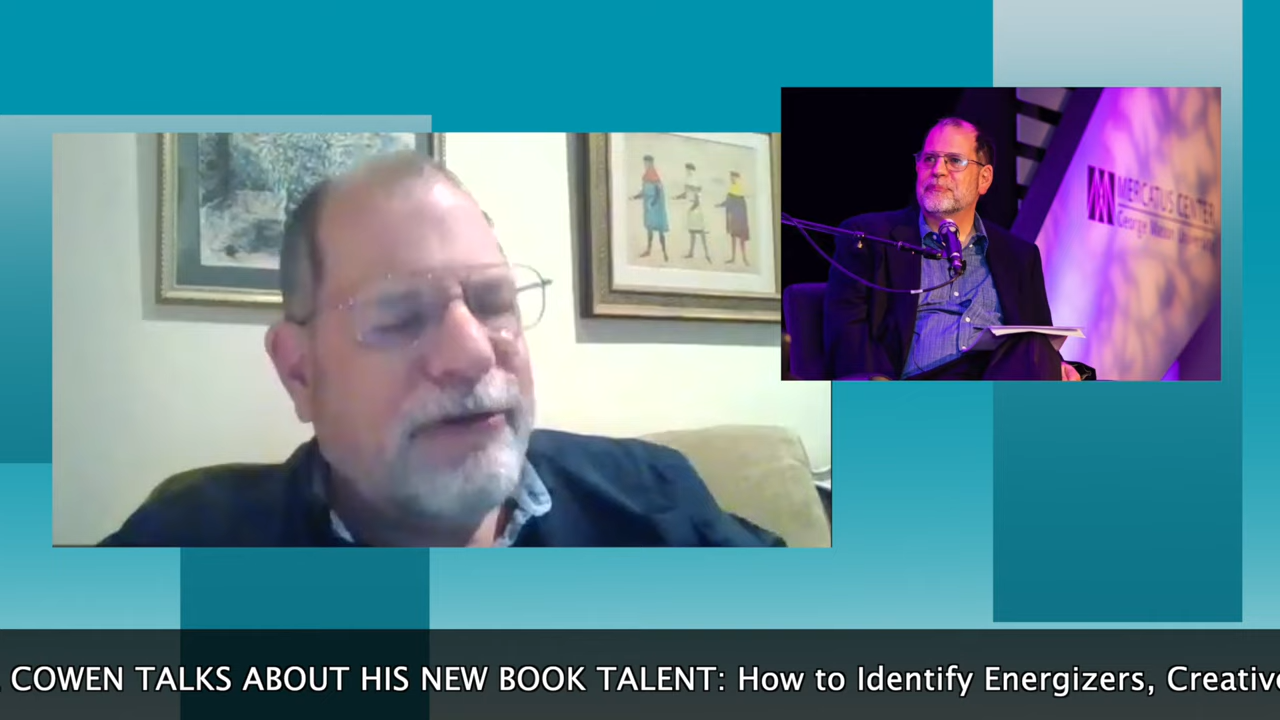 MERCATUS CENTER
George Mason University
COWEN TALKS ABOUT HIS NEW BOOK TALENT: How to Identify Energizers, Creative